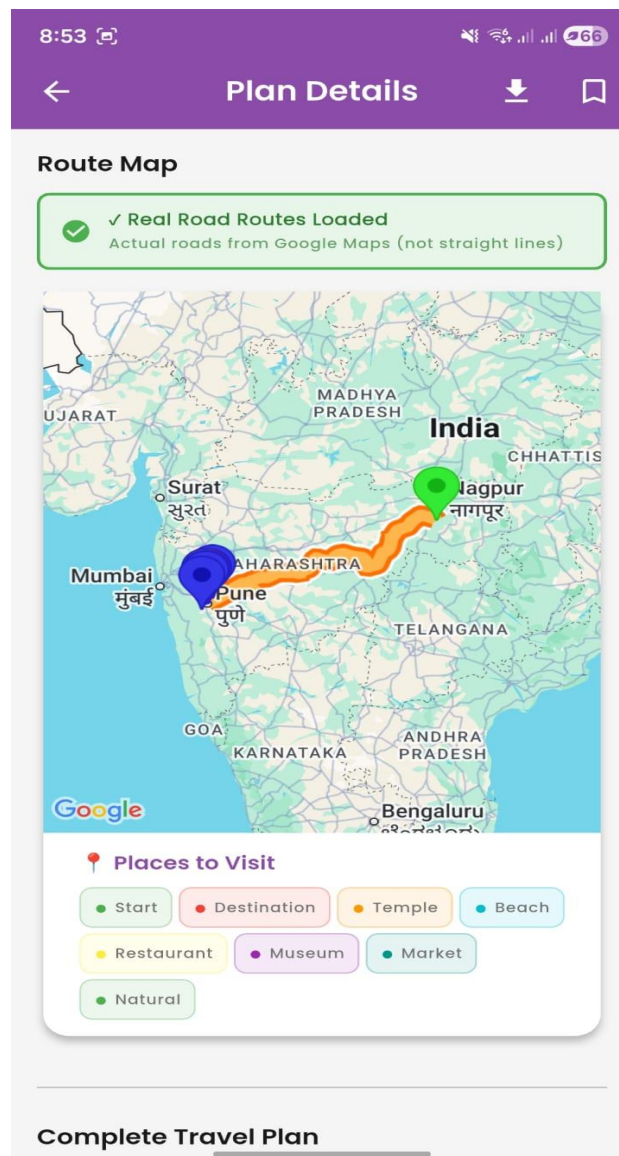 8:53
66
Plan Details
Route Map
✓ Real Road Routes Loaded
Actual roads from Google Maps (not straight lines)
MADHYA
PRADESH
UJARAT
India
CHHATTIS
Surat
સુરત
Nagpur
नागपूर
AHARASHTRA
Mumbai
मुंबई
Pune
पुणे
TELANGANA
GOA
KARNATAKA
ANDHRA
PRADESH
Google
Bengaluru
📍 Places to Visit
Start
Destination
Temple
Beach
Restaurant
Museum
Market
Natural
Complete Travel Plan